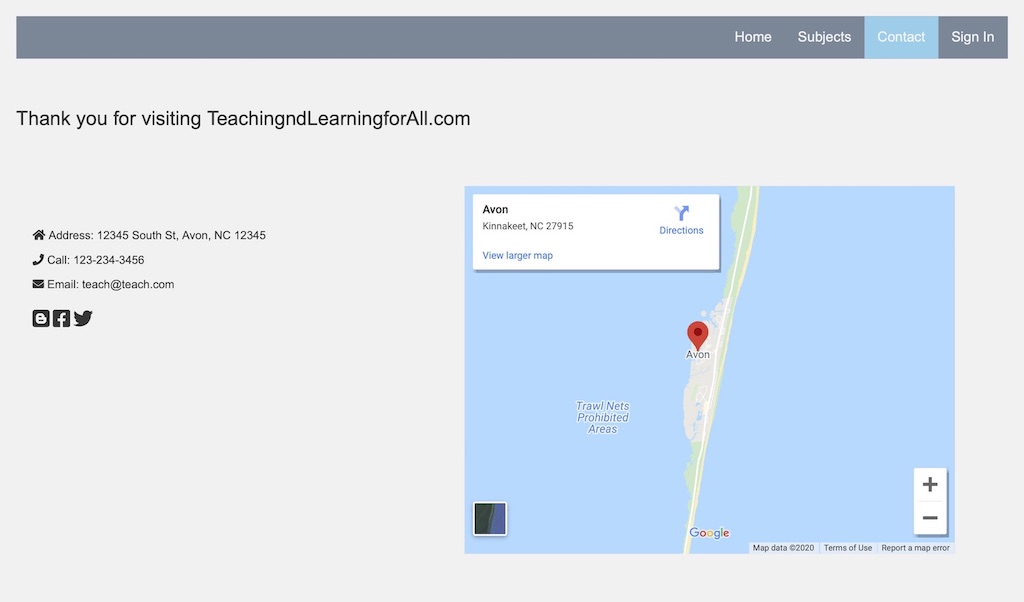 Home Subjects Contact Sign In
Thank you for visiting TeachingndLearningforAll.com
Address: 12345 South St, Avon, NC 12345
Call: 123-234-3456
Email: teach@teach.com
Avon
Kinnakeet, NC 27915
Directions
View larger map
Avon
Trawl Nets
Prohibited
Areas
Google
Map data ©2020 Terms of Use Report a map error